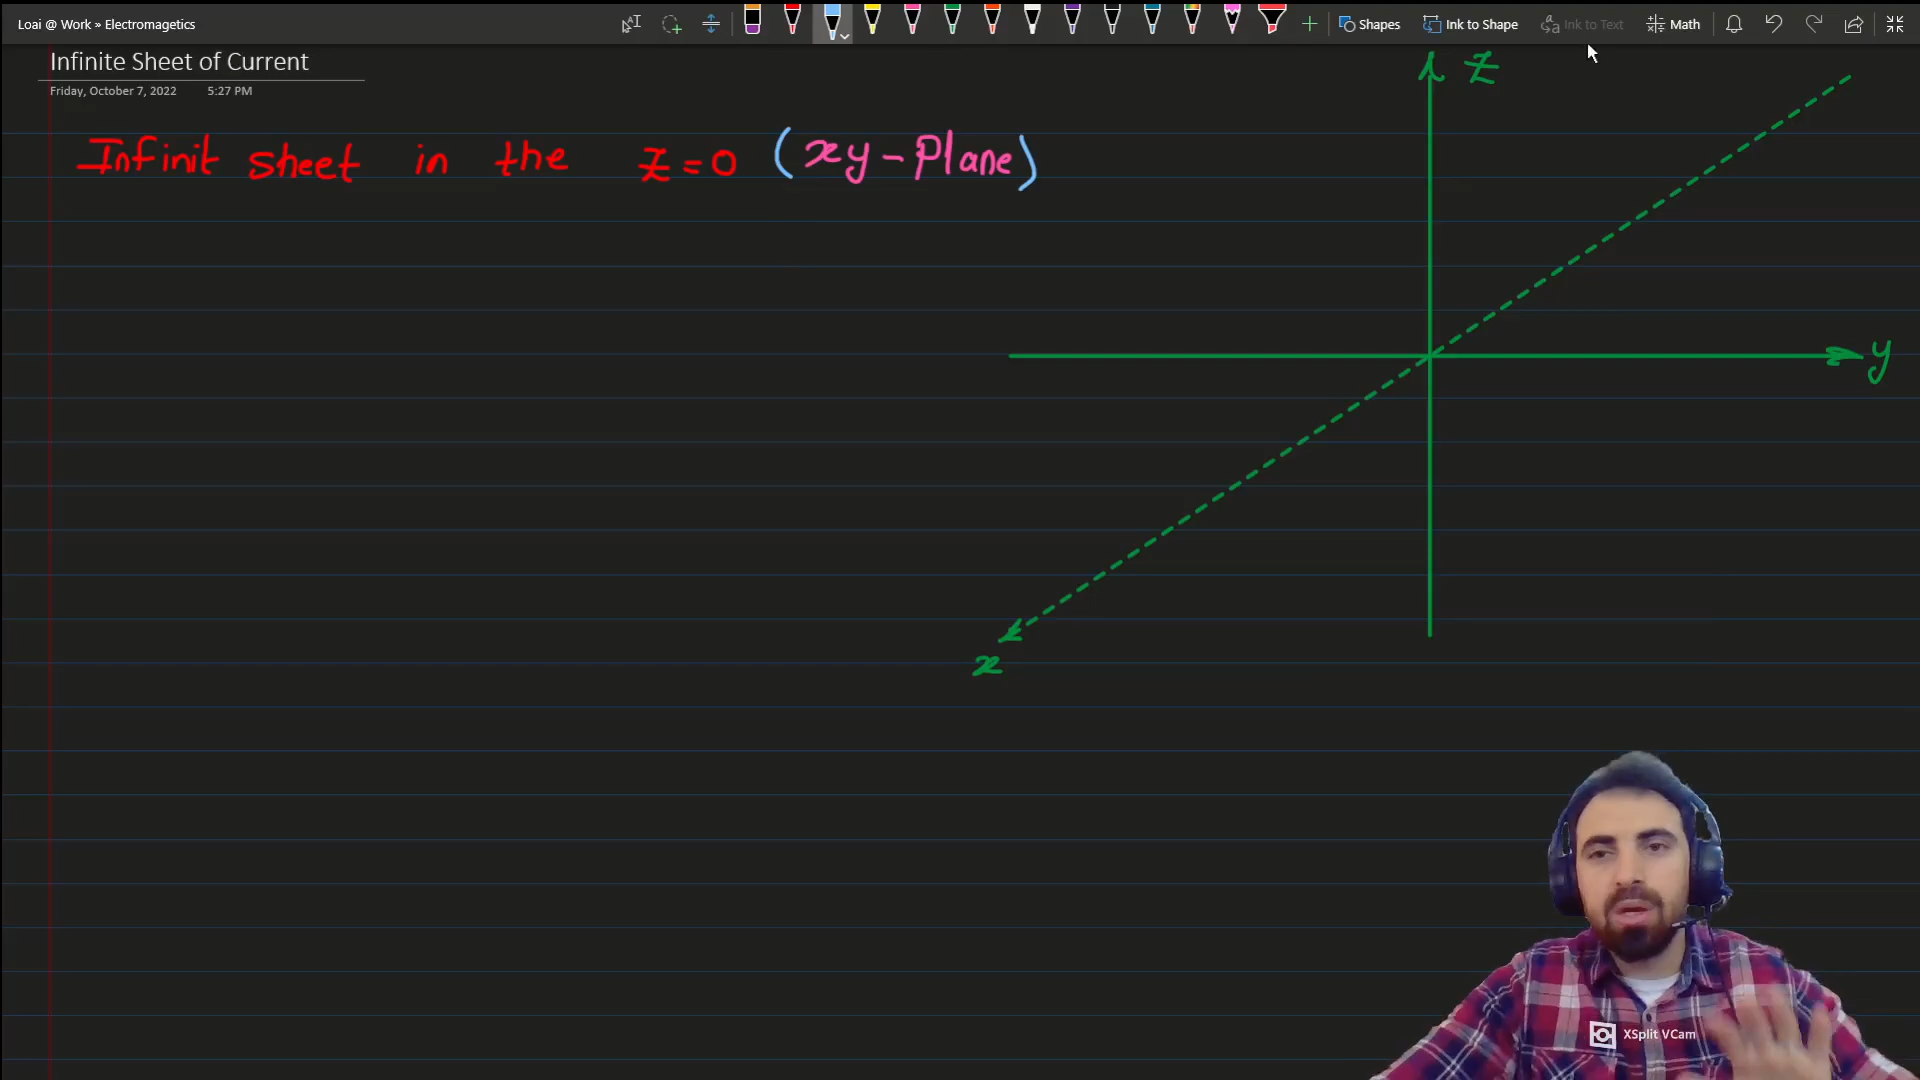 Loai @ Work » Electromagetics
Shapes
Ink to Shape
Ink to Text
Math
Infinite Sheet of Current
Friday, October 7, 2022 5:27 PM
Infinit sheet in the z = 0 (xy - Plane)
z
y
x
XSplit VCam